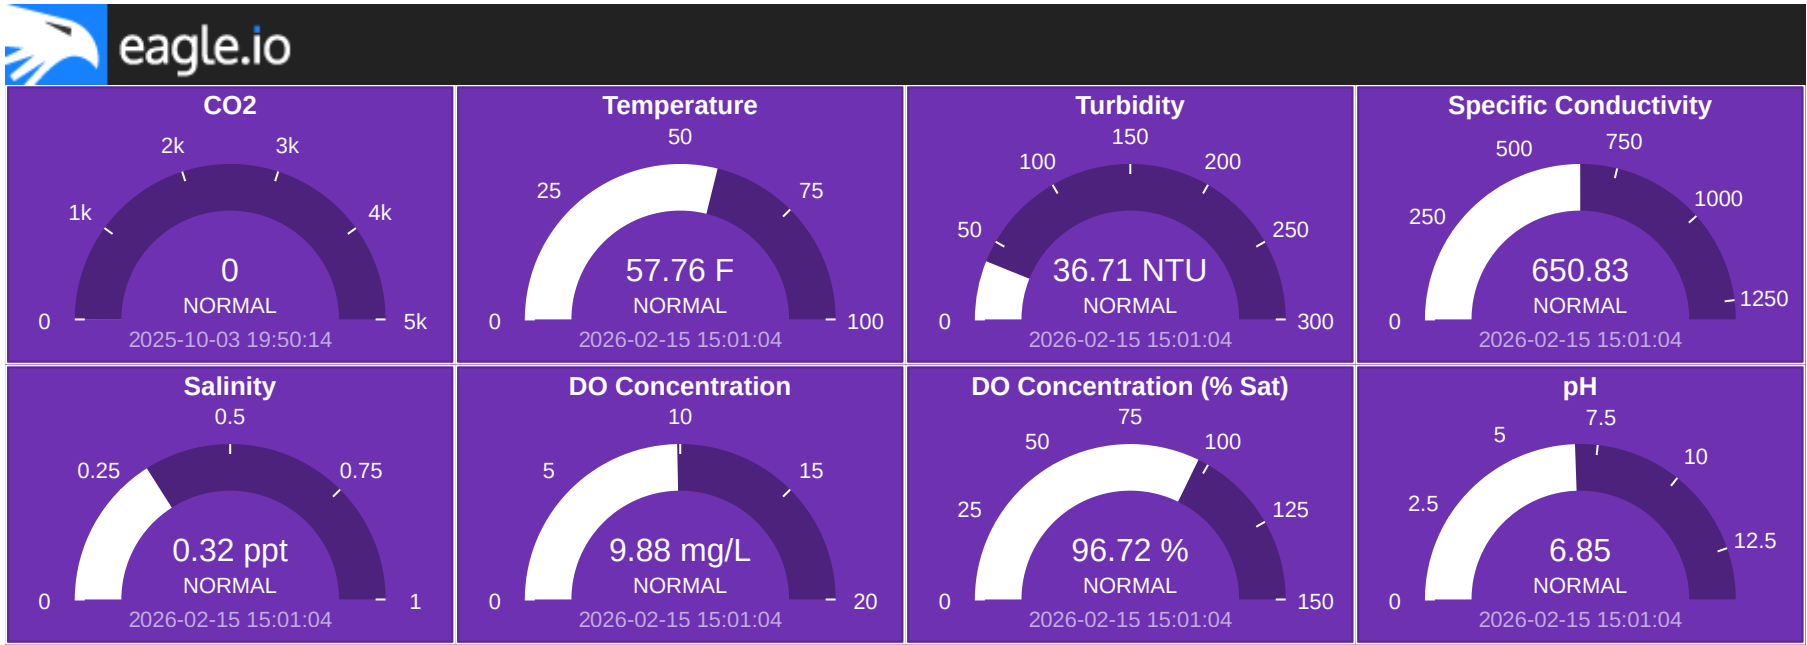 eagle.io
CO2
2k
3k
1k
4k
0
NORMAL
0
5k
2025-10-03 19:50:14
Temperature
50
25
75
57.76 F
NORMAL
0
100
2026-02-15 15:01:04
Turbidity
150
100
200
50
250
36.71 NTU
NORMAL
0
300
2026-02-15 15:01:04
Specific Conductivity
750
500
1000
250
650.83
1250
NORMAL
0
2026-02-15 15:01:04
Salinity
0.5
0.25
0.75
0.32 ppt
NORMAL
0
1
2026-02-15 15:01:04
DO Concentration
10
5
15
9.88 mg/L
NORMAL
0
20
2026-02-15 15:01:04
DO Concentration (% Sat)
75
50
100
25
125
96.72 %
NORMAL
0
150
2026-02-15 15:01:04
pH
7.5
5
10
2.5
12.5
6.85
NORMAL
0
2026-02-15 15:01:04